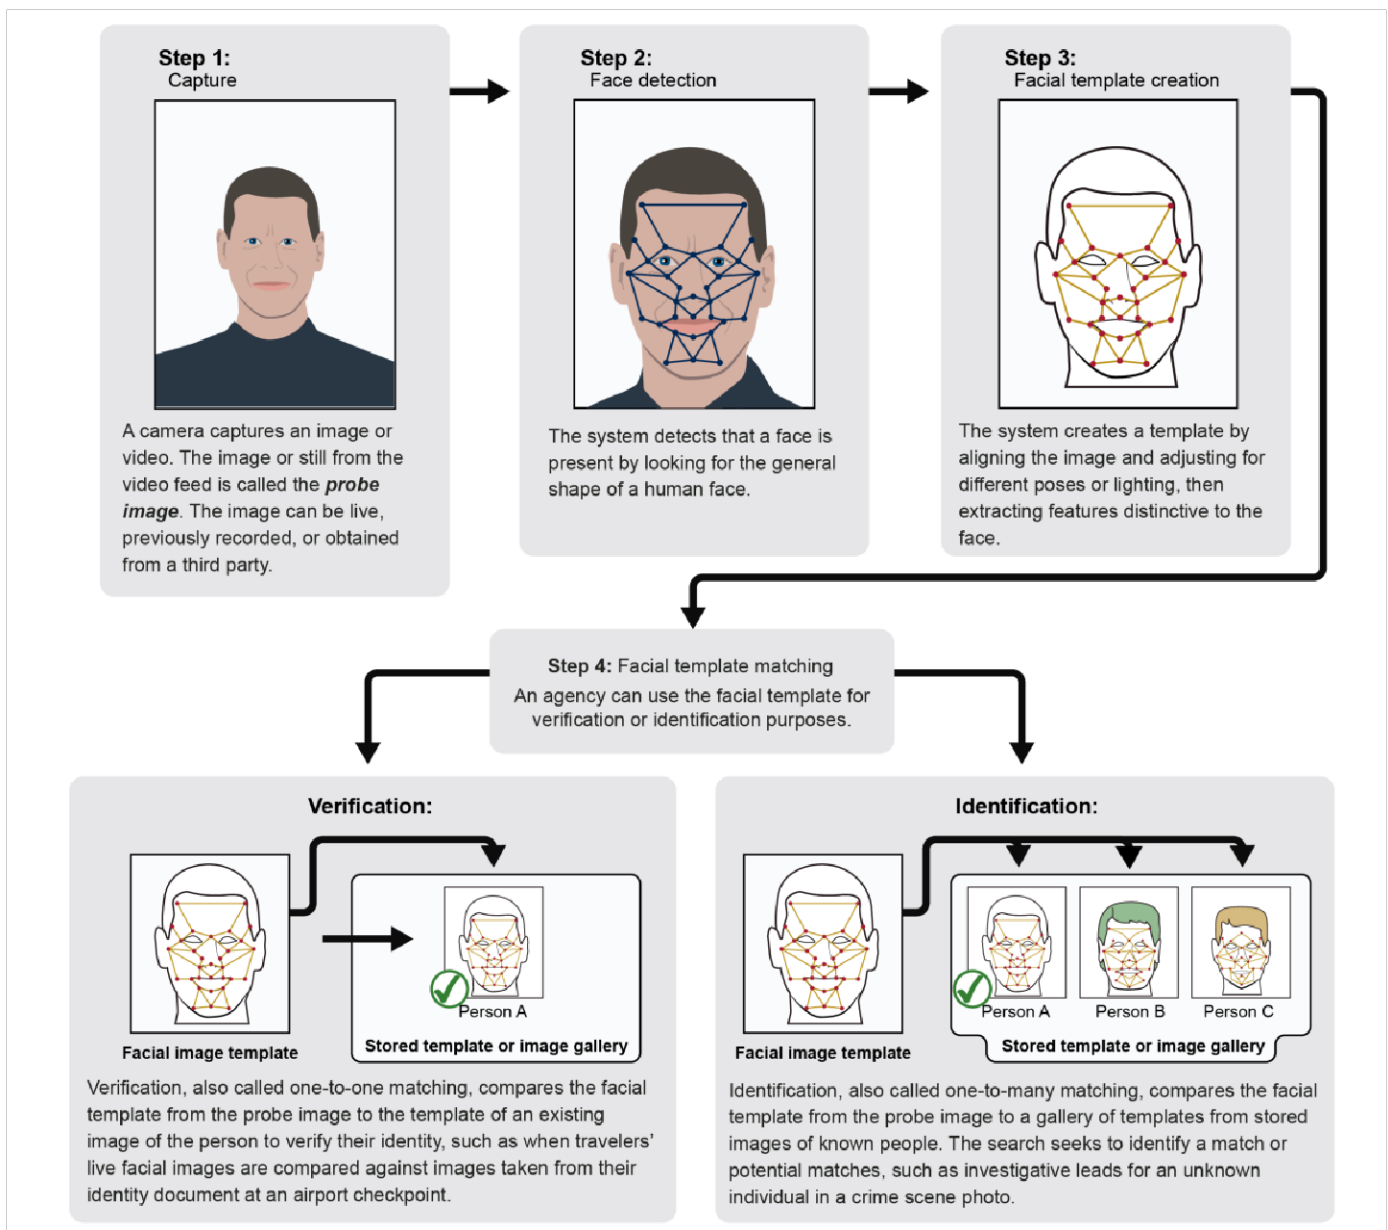 Step 1:
Capture
A camera captures an image or
video. The image or still from the
video feed is called the probe
image. The image can be live,
previously recorded, or obtained
from a third party.
Step 2:
Face detection
The system detects that a face is
present by looking for the general
shape of a human face.
Step 3:
Facial template creation
The system creates a template by
aligning the image and adjusting for
different poses or lighting, then
extracting features distinctive to the
face.
Step 4: Facial template matching
An agency can use the facial template for
verification or identification purposes.
Verification:
Facial image template
Person A
Stored template or image gallery
Verification, also called one-to-one matching, compares the facial
template from the probe image to the template of an existing
image of the person to verify their identity, such as when travelers’
live facial images are compared against images taken from their
identity document at an airport checkpoint.
Identification:
Facial image template
Person A
Person B
Person C
Stored template or image gallery
Identification, also called one-to-many matching, compares the facial
template from the probe image to a gallery of templates from stored
images of known people. The search seeks to identify a match or
potential matches, such as investigative leads for an unknown
individual in a crime scene photo.